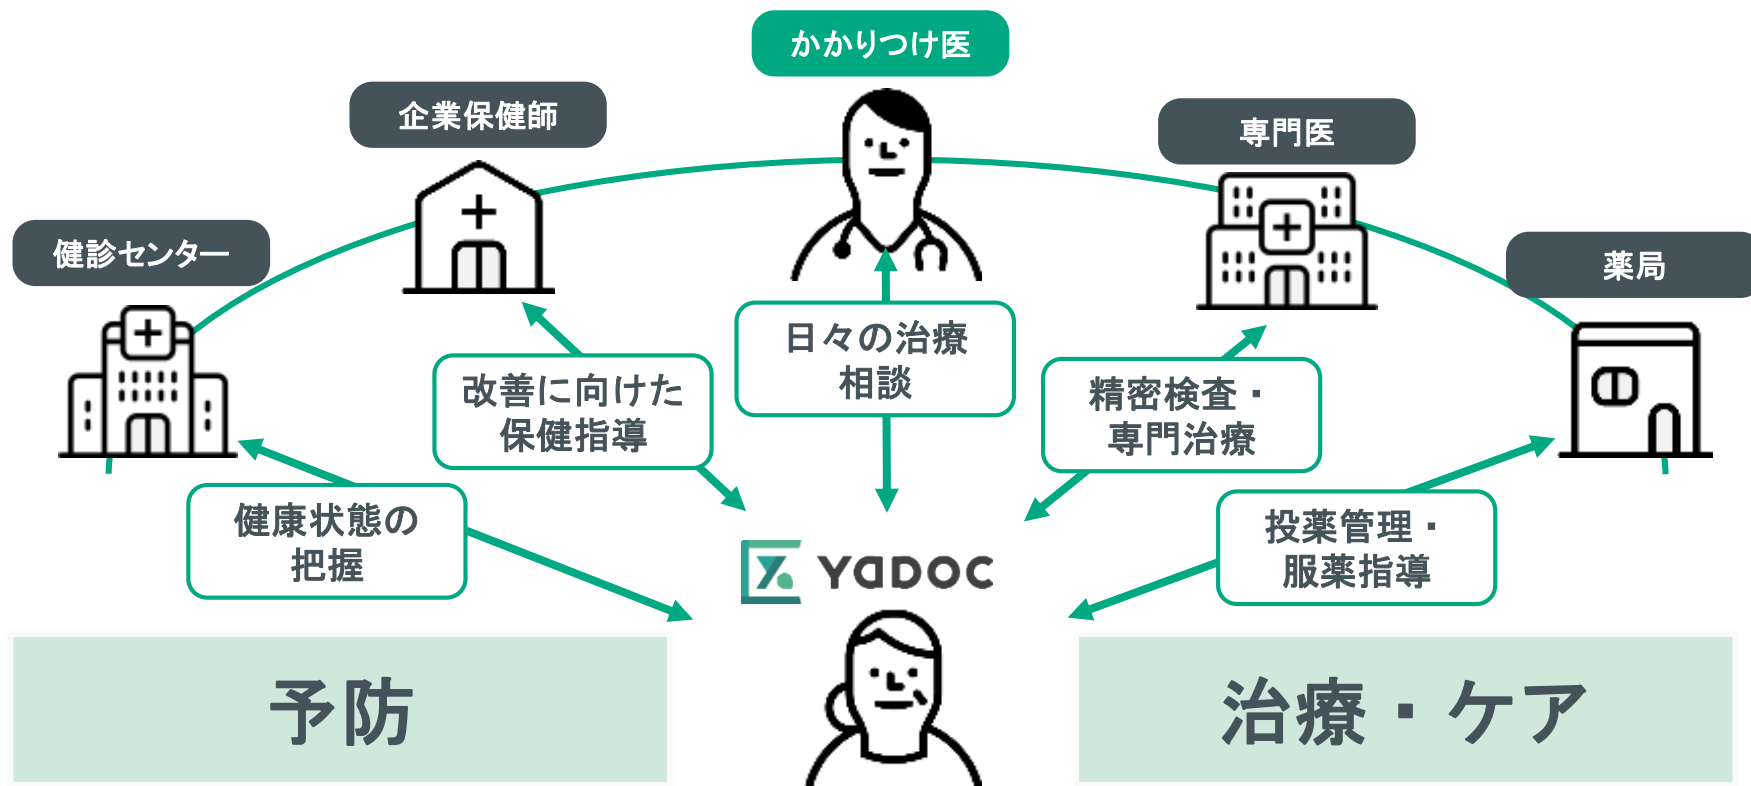 かかりつけ医
企業保健師
専門医
健診センター
薬局
日々の治療
相談
改善に向けた
保健指導
精密検査・
専門治療
健康状態の
把握
投薬管理・
服薬指導
YaDOC
予防
治療・ケア